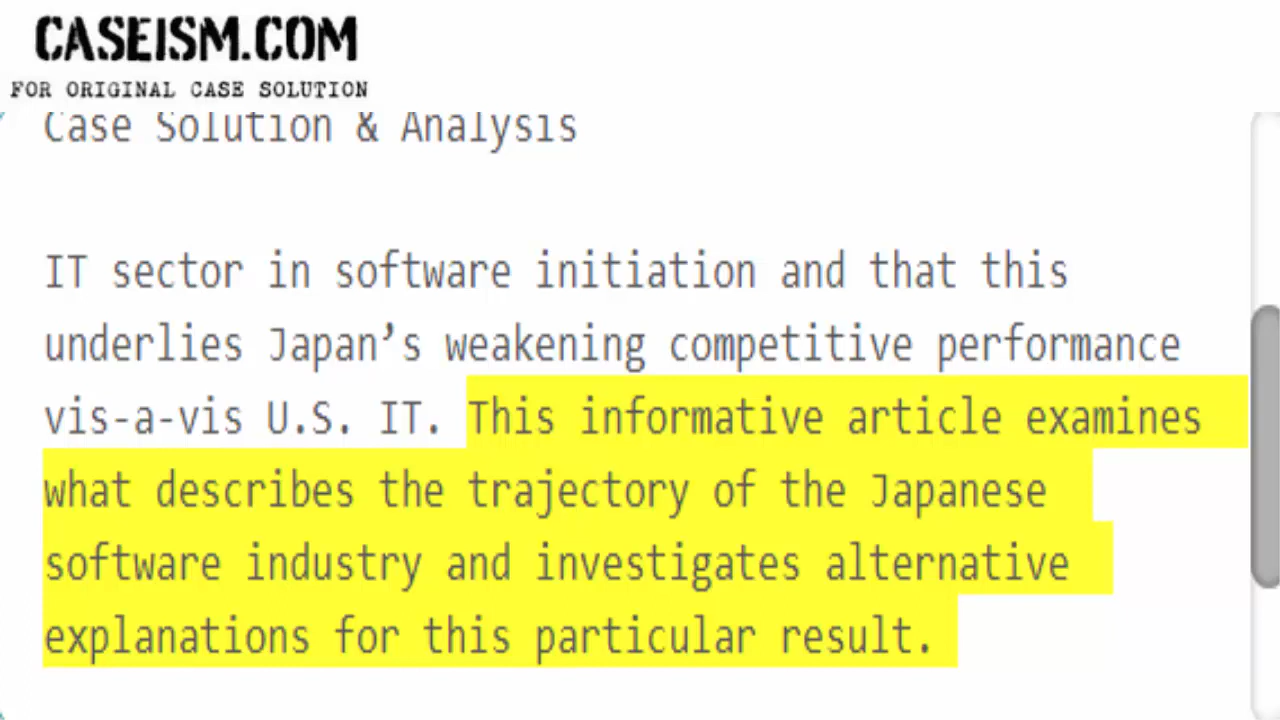 CASEISM.COM
FOR ORIGINAL CASE SOLUTION
Case Solution & Analysis
IT sector in software initiation and that this
underlies Japan’s weakening competitive performance
vis-a-vis U.S. IT. This informative article examines
what describes the trajectory of the Japanese
software industry and investigates alternative
explanations for this particular result.